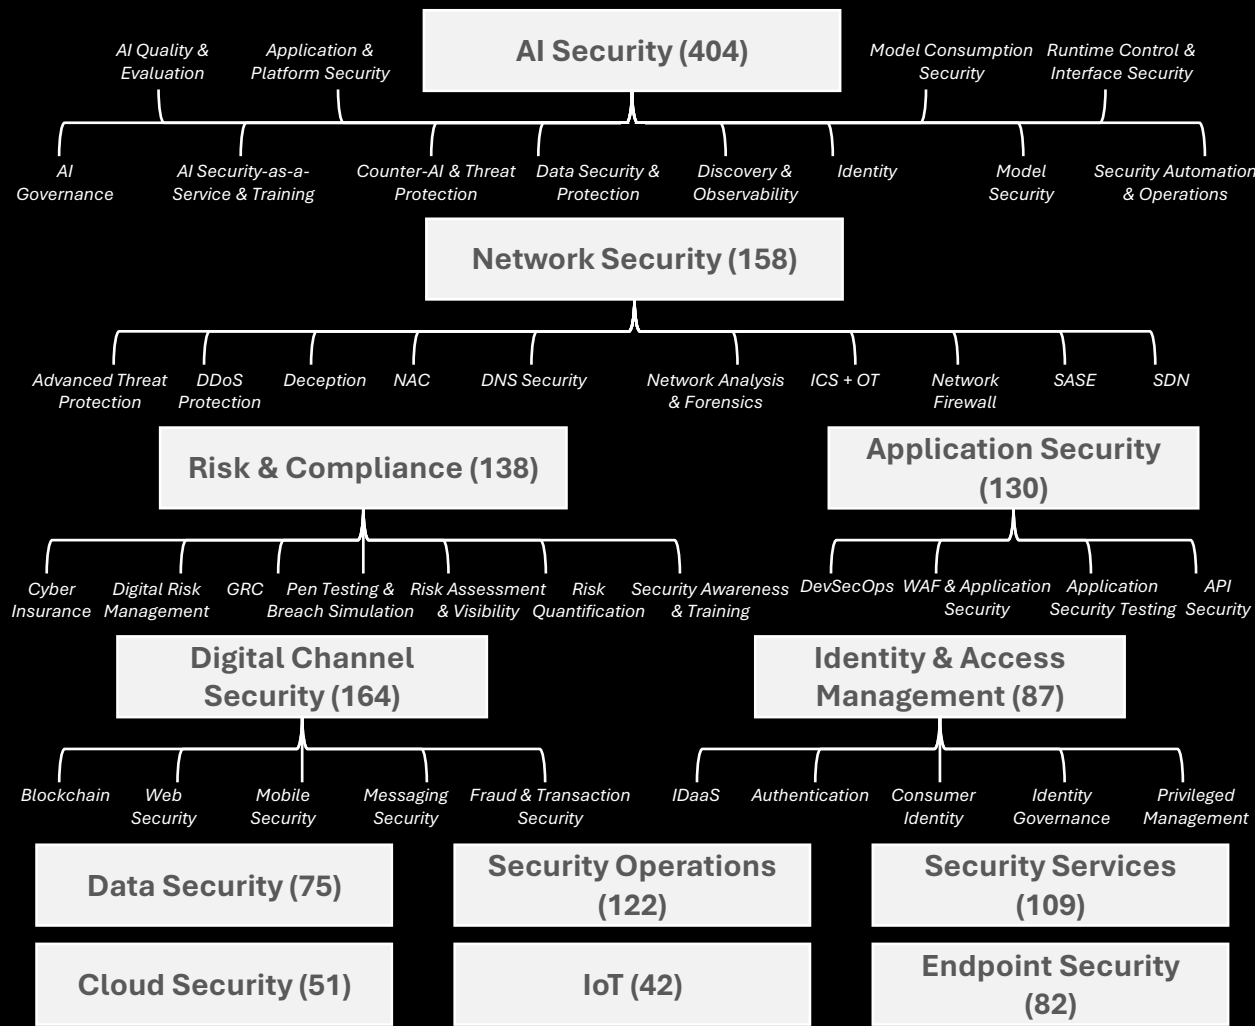 AI Security (404)
AI Quality &
Evaluation
Application &
Platform Security
Model Consumption
Security
Runtime Control &
Interface Security
AI
Governance
AI Security-as-a-
Service & Training
Counter-AI & Threat
Protection
Data Security &
Protection
Discovery &
Observability
Identity
Model
Security
Security Automation
& Operations
Network Security (158)
Advanced Threat
Protection
DDoS
Protection
Deception
NAC
DNS Security
Network Analysis
& Forensics
ICS + OT
Network
Firewall
SASE
SDN
Risk & Compliance (138)
Cyber
Insurance
Digital Risk
Management
GRC
Pen Testing &
Breach Simulation
Risk Assessment
& Visibility
Risk
Quantification
Security Awareness
& Training
Application Security
(130)
DevSecOps
WAF & Application
Security
Application
Security Testing
API
Security
Digital Channel
Security (164)
Blockchain
Web
Security
Mobile
Security
Messaging
Security
Fraud & Transaction
Security
Identity & Access
Management (87)
IDaaS
Authentication
Consumer
Identity
Identity
Governance
Privileged
Management
Data Security (75)
Security Operations
(122)
Security Services
(109)
Cloud Security (51)
IoT (42)
Endpoint Security
(82)